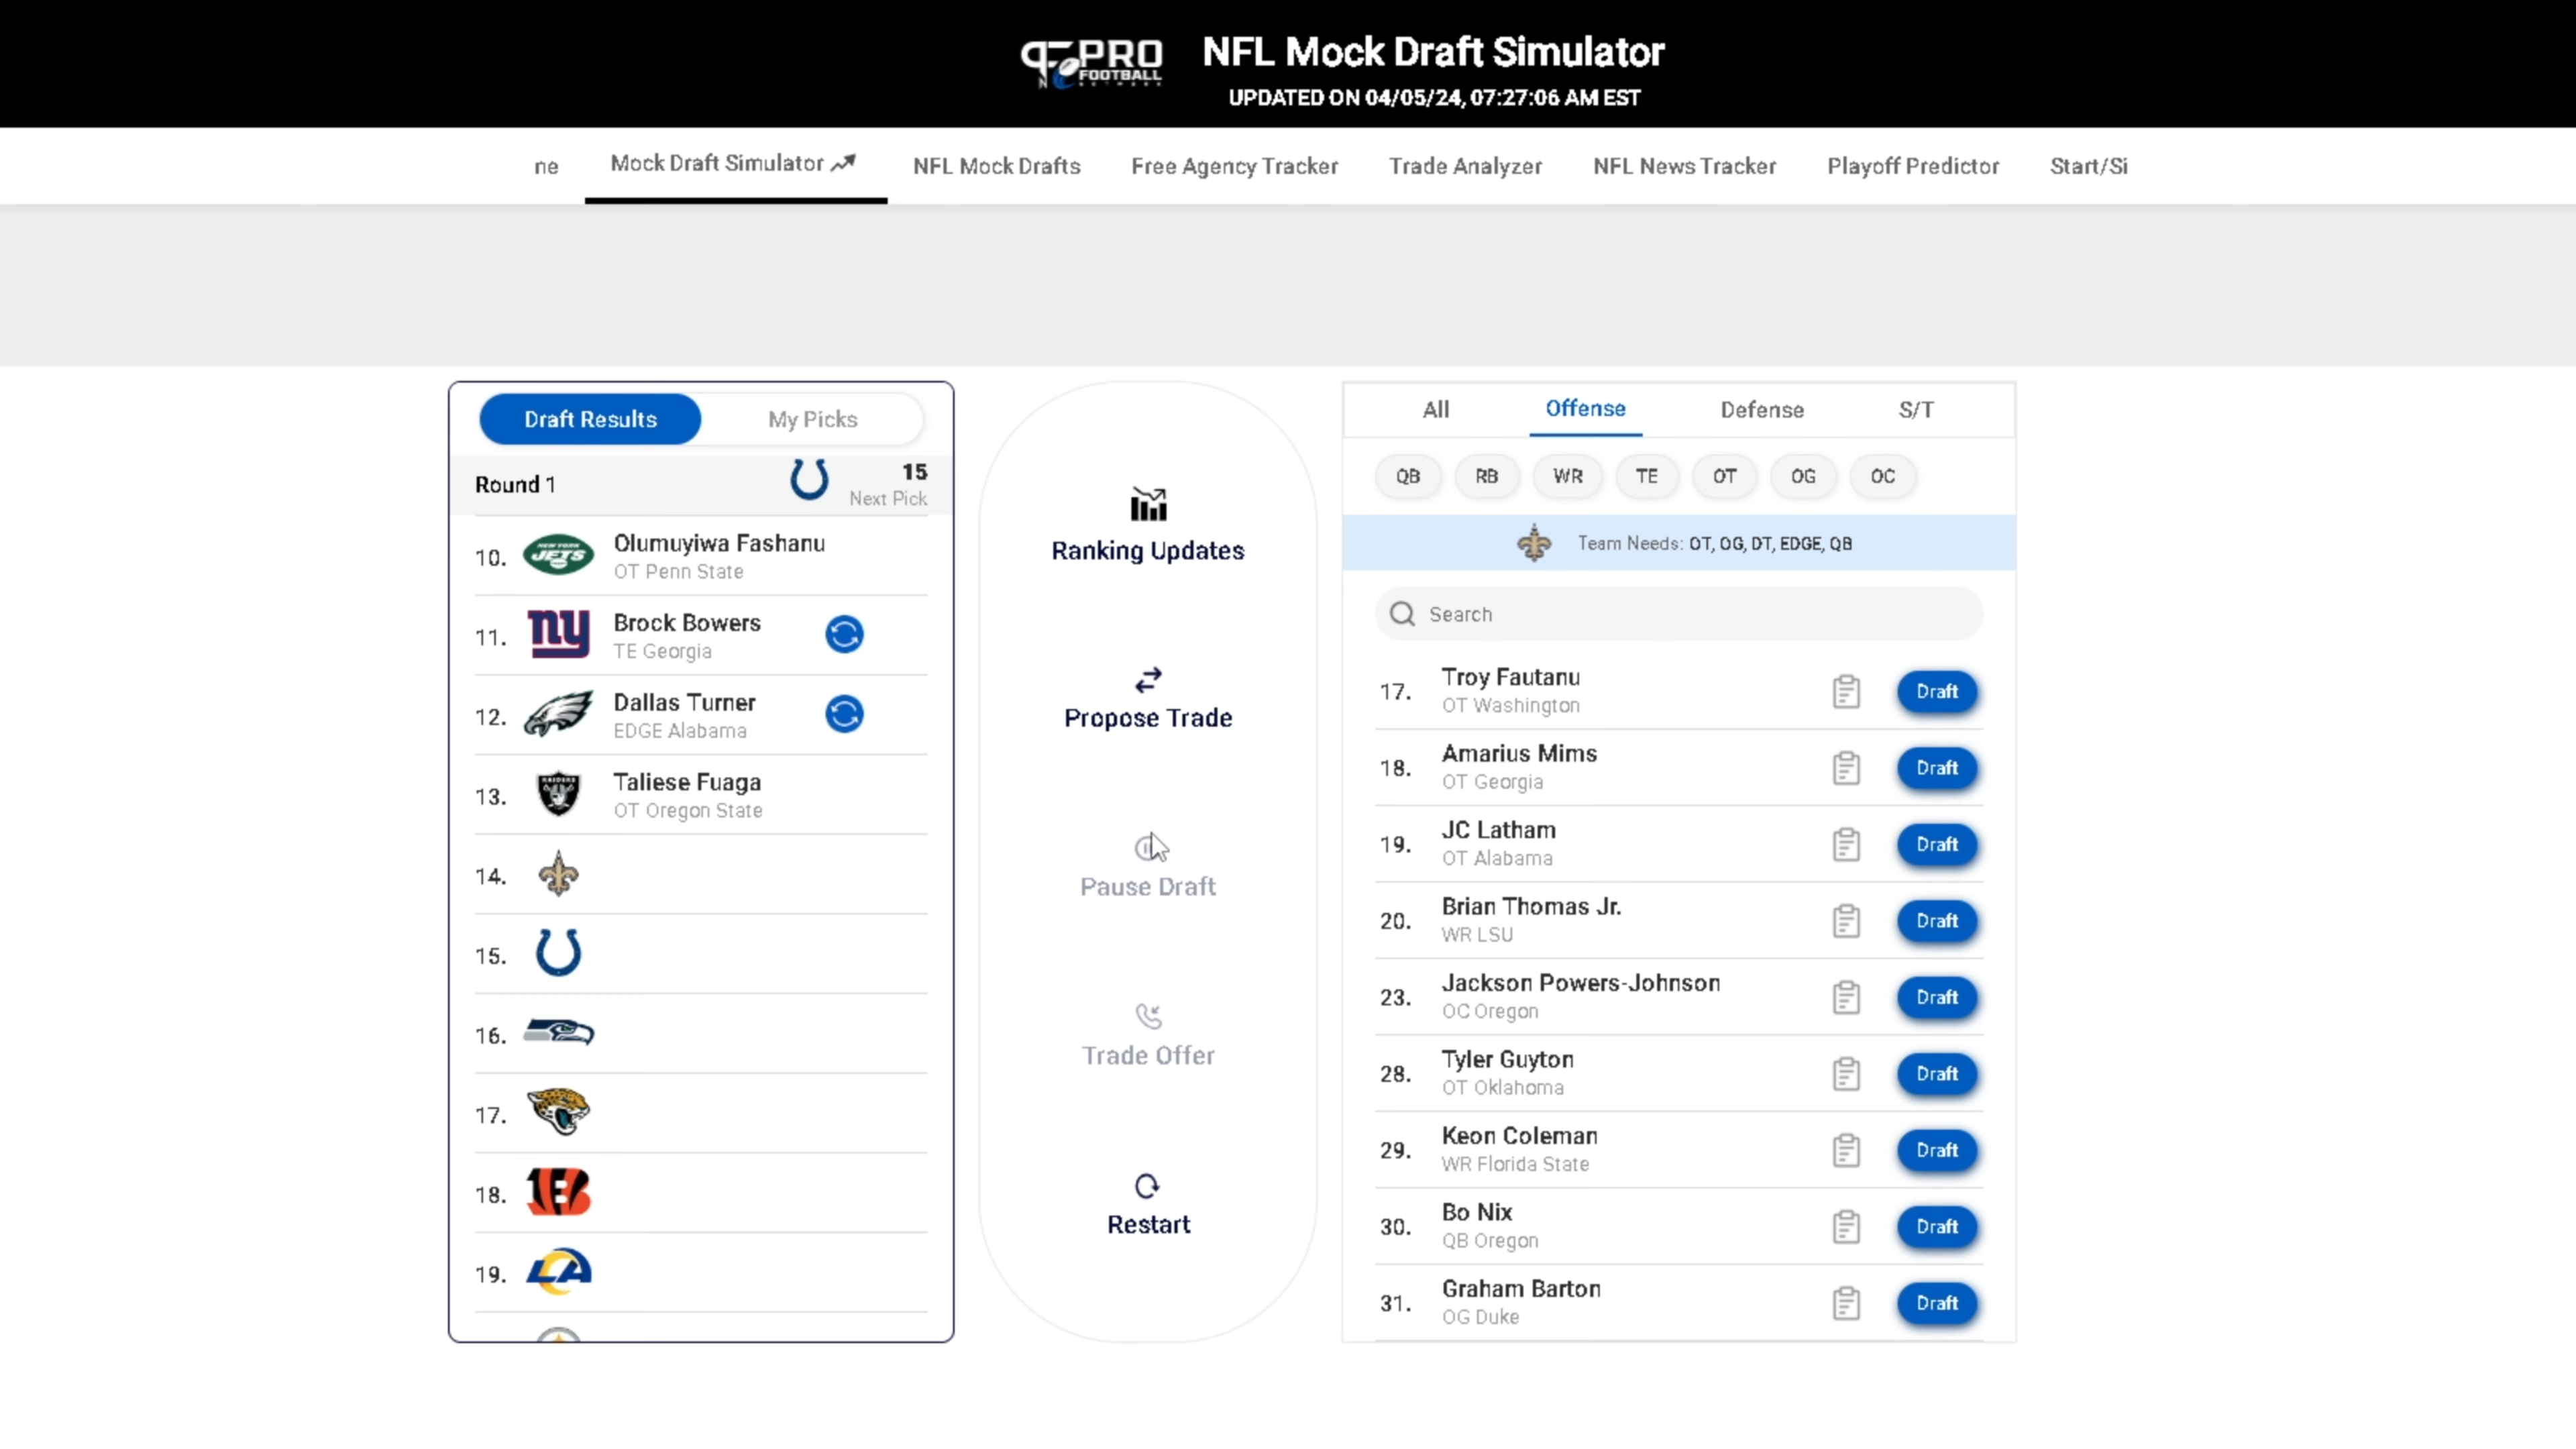 PRO
FOOTBALL
NETWORK
NFL Mock Draft Simulator
UPDATED ON 04/05/24, 07:27:06 AM EST
ne
Mock Draft Simulator
NFL Mock Drafts
Free Agency Tracker
Trade Analyzer
NFL News Tracker
Playoff Predictor
Start/Si
Draft Results
My Picks
Round 1
15
Next Pick
10.
NEW YORK
JETS
Olumuyiwa Fashanu
OT Penn State
11.
ny
Brock Bowers
TE Georgia
12.
Dallas Turner
EDGE Alabama
13.
RAIDERS
Taliese Fuaga
OT Oregon State
14.
15.
16.
17.
18.
B
19.
LA
Ranking Updates
Propose Trade
Pause Draft
Trade Offer
Restart
All
Offense
Defense
S/T
QB
RB
WR
TE
OT
OG
OC
Team Needs: OT, OG, DT, EDGE, QB
Search
17.
Troy Fautanu
OT Washington
Draft
18.
Amarius Mims
OT Georgia
Draft
19.
JC Latham
OT Alabama
Draft
20.
Brian Thomas Jr.
WR LSU
Draft
23.
Jackson Powers-Johnson
OC Oregon
Draft
28.
Tyler Guyton
OT Oklahoma
Draft
29.
Keon Coleman
WR Florida State
Draft
30.
Bo Nix
QB Oregon
Draft
31.
Graham Barton
OG Duke
Draft